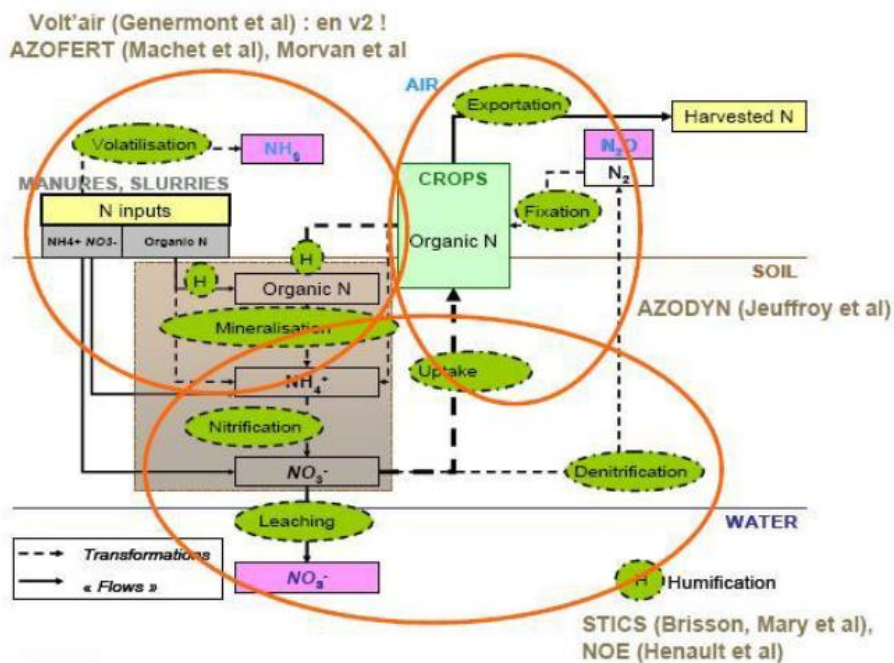 Volt'air (Genermont et al) : en v2 !
AZOFERT (Machet et al), Morvan et al
AIR
Exportation
Harvested N
Volatilisation
NH₃
N₂O
N₂
MANURES, SLURRIES
CROPS
N inputs
Fixation
NH4+ NO3-
Organic N
Organic N
H
SOIL
H
Organic N
AZODYN (Jeuffroy et al)
Mineralisation
NH₄⁺
Uptake
Nitrification
NO₃⁻
Denitrification
Leaching
WATER
Transformations
« Flows »
NO₃⁻
H
Humification
STICS (Brisson, Mary et al),
NOE (Henault et al)